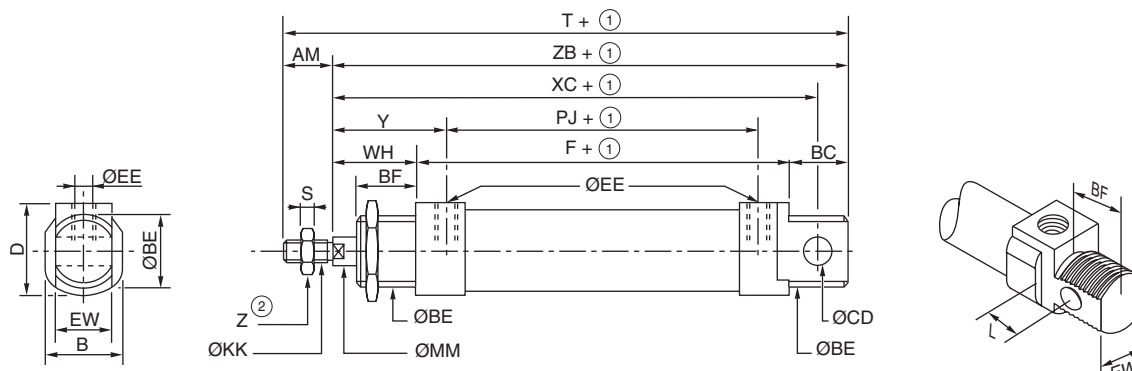 T + ①
AM
ZB + ①
XC + ①
Y
PJ + ①
WH
F + ①
BC
BF
S
ØEE
ØEE
D
ØBE
EW
B
Z ②
ØKK
ØBE
ØMM
ØCD
ØBE
BF
L
EW